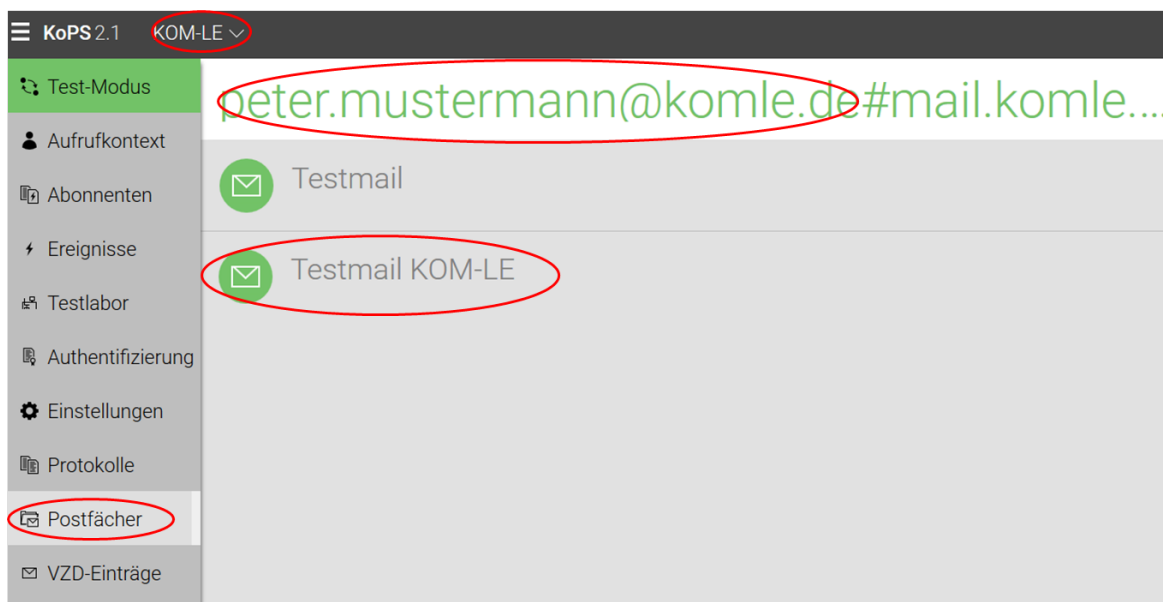 KoPS 2.1 KOM-LE
Test-Modus
Aufrufkontext
Abonnenten
Ereignisse
Testlabor
Authentifizierung
Einstellungen
Protokolle
Postfächer
VZD-Einträge
peter.mustermann@komle.de#mail.komle....
Testmail
Testmail KOM-LE